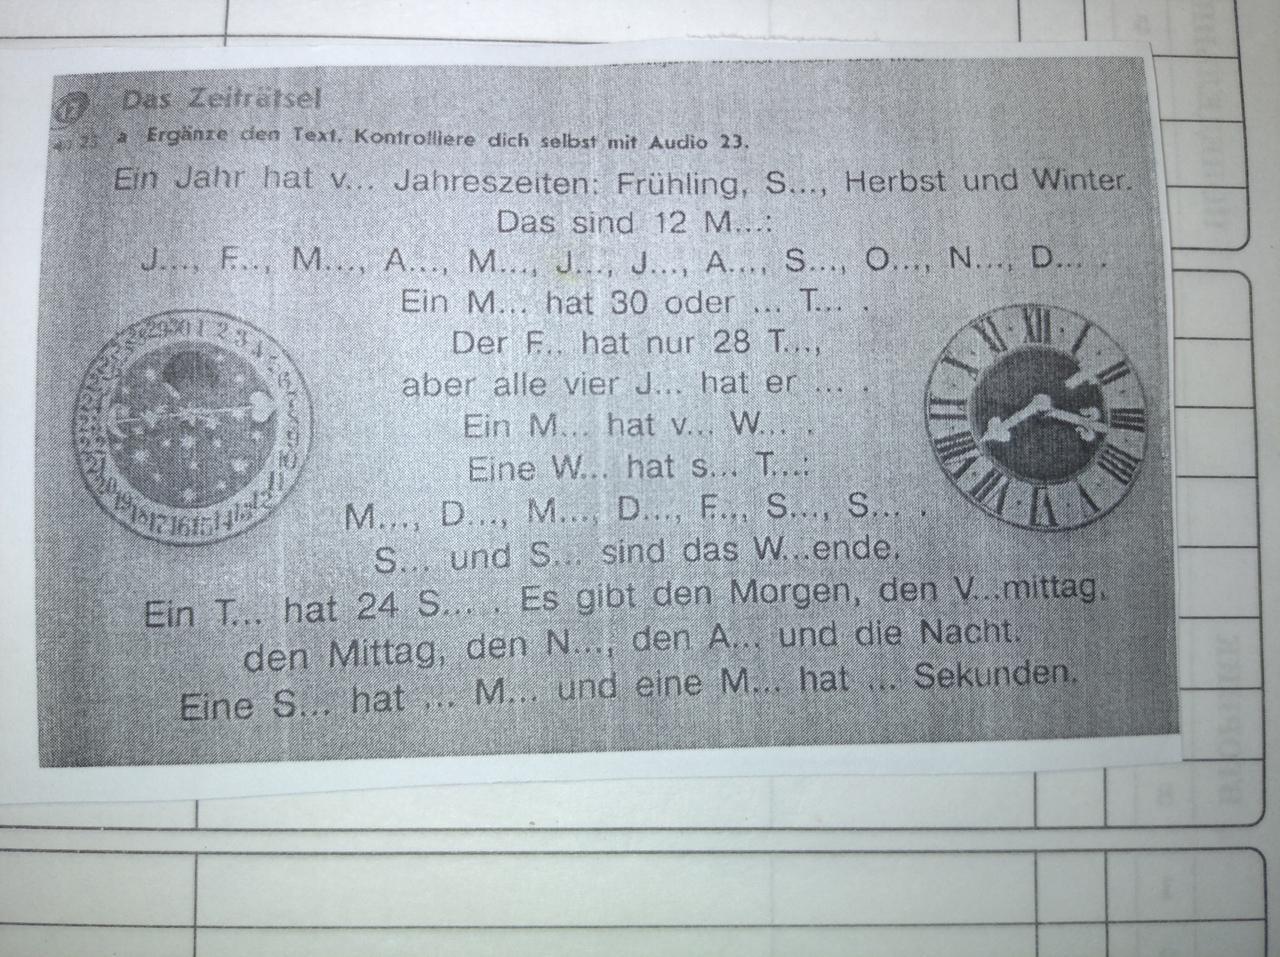 Das Zeiträtsel
a Ergänze den Text. Kontrolliere dich selbst mit Audio 23.
Ein Jahr hat v... Jahreszeiten: Frühling, S..., Herbst und Winter.
Das sind 12 M...:
J..., F..., M..., A..., M..., J..., J..., A..., S..., O..., N..., D... .
Ein M... hat 30 oder ... T... .
Der F... hat nur 28 T...,
aber alle vier J... hat er ... .
Ein M... hat v... W... .
Eine W... hat s... T...:
M..., D..., M..., D..., F..., S..., S... .
S... und S... sind das W...ende.
Ein T... hat 24 S... . Es gibt den Morgen, den V...mittag,
den Mittag, den N..., den A... und die Nacht.
Eine S... hat ... M... und eine M... hat ... Sekunden.